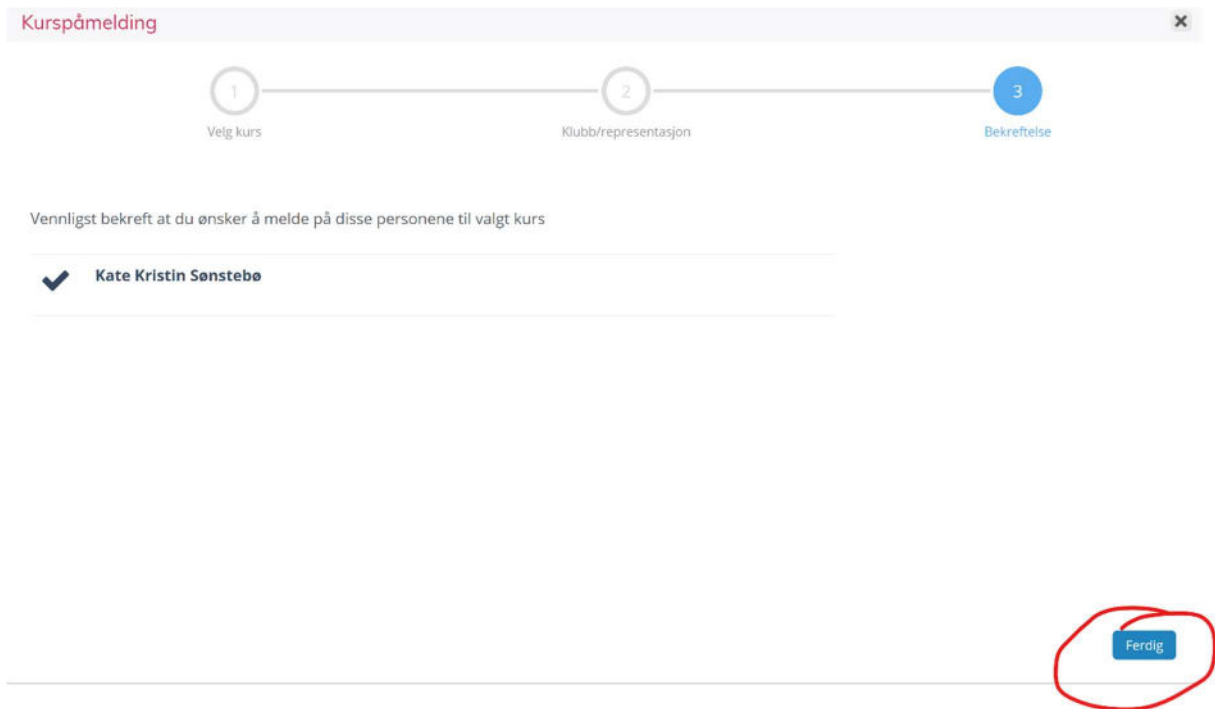 Kurspåmelding
1
2
3
Velg kurs
Klubb/representasjon
Bekreftelse
Vennligst bekreft at du ønsker å melde på disse personene til valgt kurs
Kate Kristin Sønstebø
Ferdig